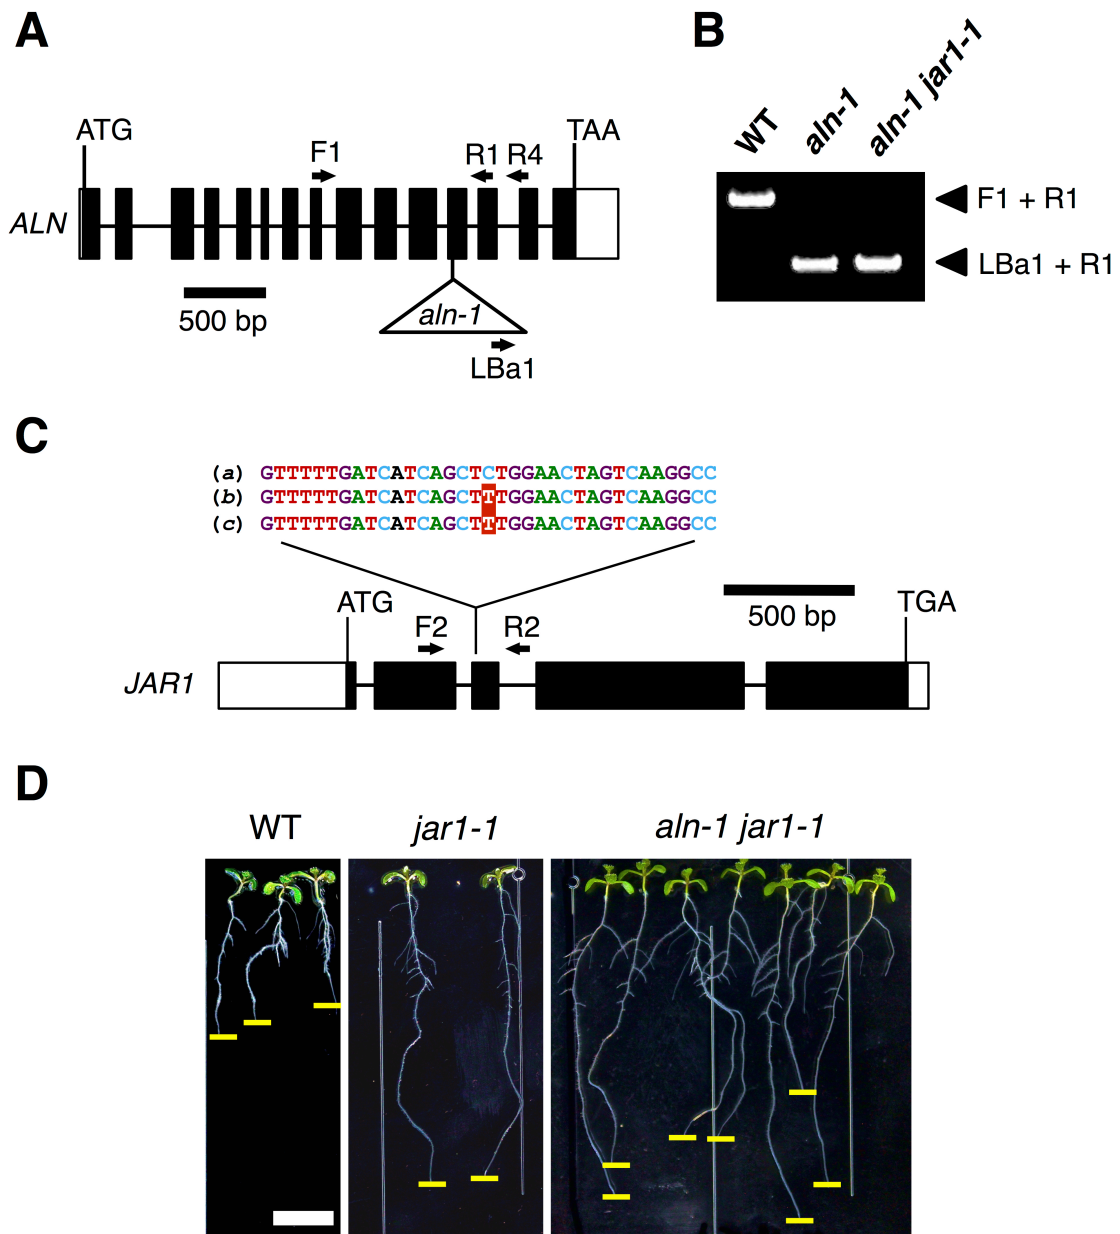 A
ATG
TAA
F1
R1
R4
ALN
500 bp
aln-1
LBa1
B
WT
aln-1
aln-1 jar1-1
F1 + R1
LBa1 + R1
C
(a) GTTTTTGATCATCAGCTCTGGAACTAGTCAAGGCC
(b) GTTTTTGATCATCAGCTTTGGAACTAGTCAAGGCC
(c) GTTTTTGATCATCAGCTTTGGAACTAGTCAAGGCC
ATG
F2
R2
500 bp
TGA
JAR1
D
WT
jar1-1
aln-1 jar1-1